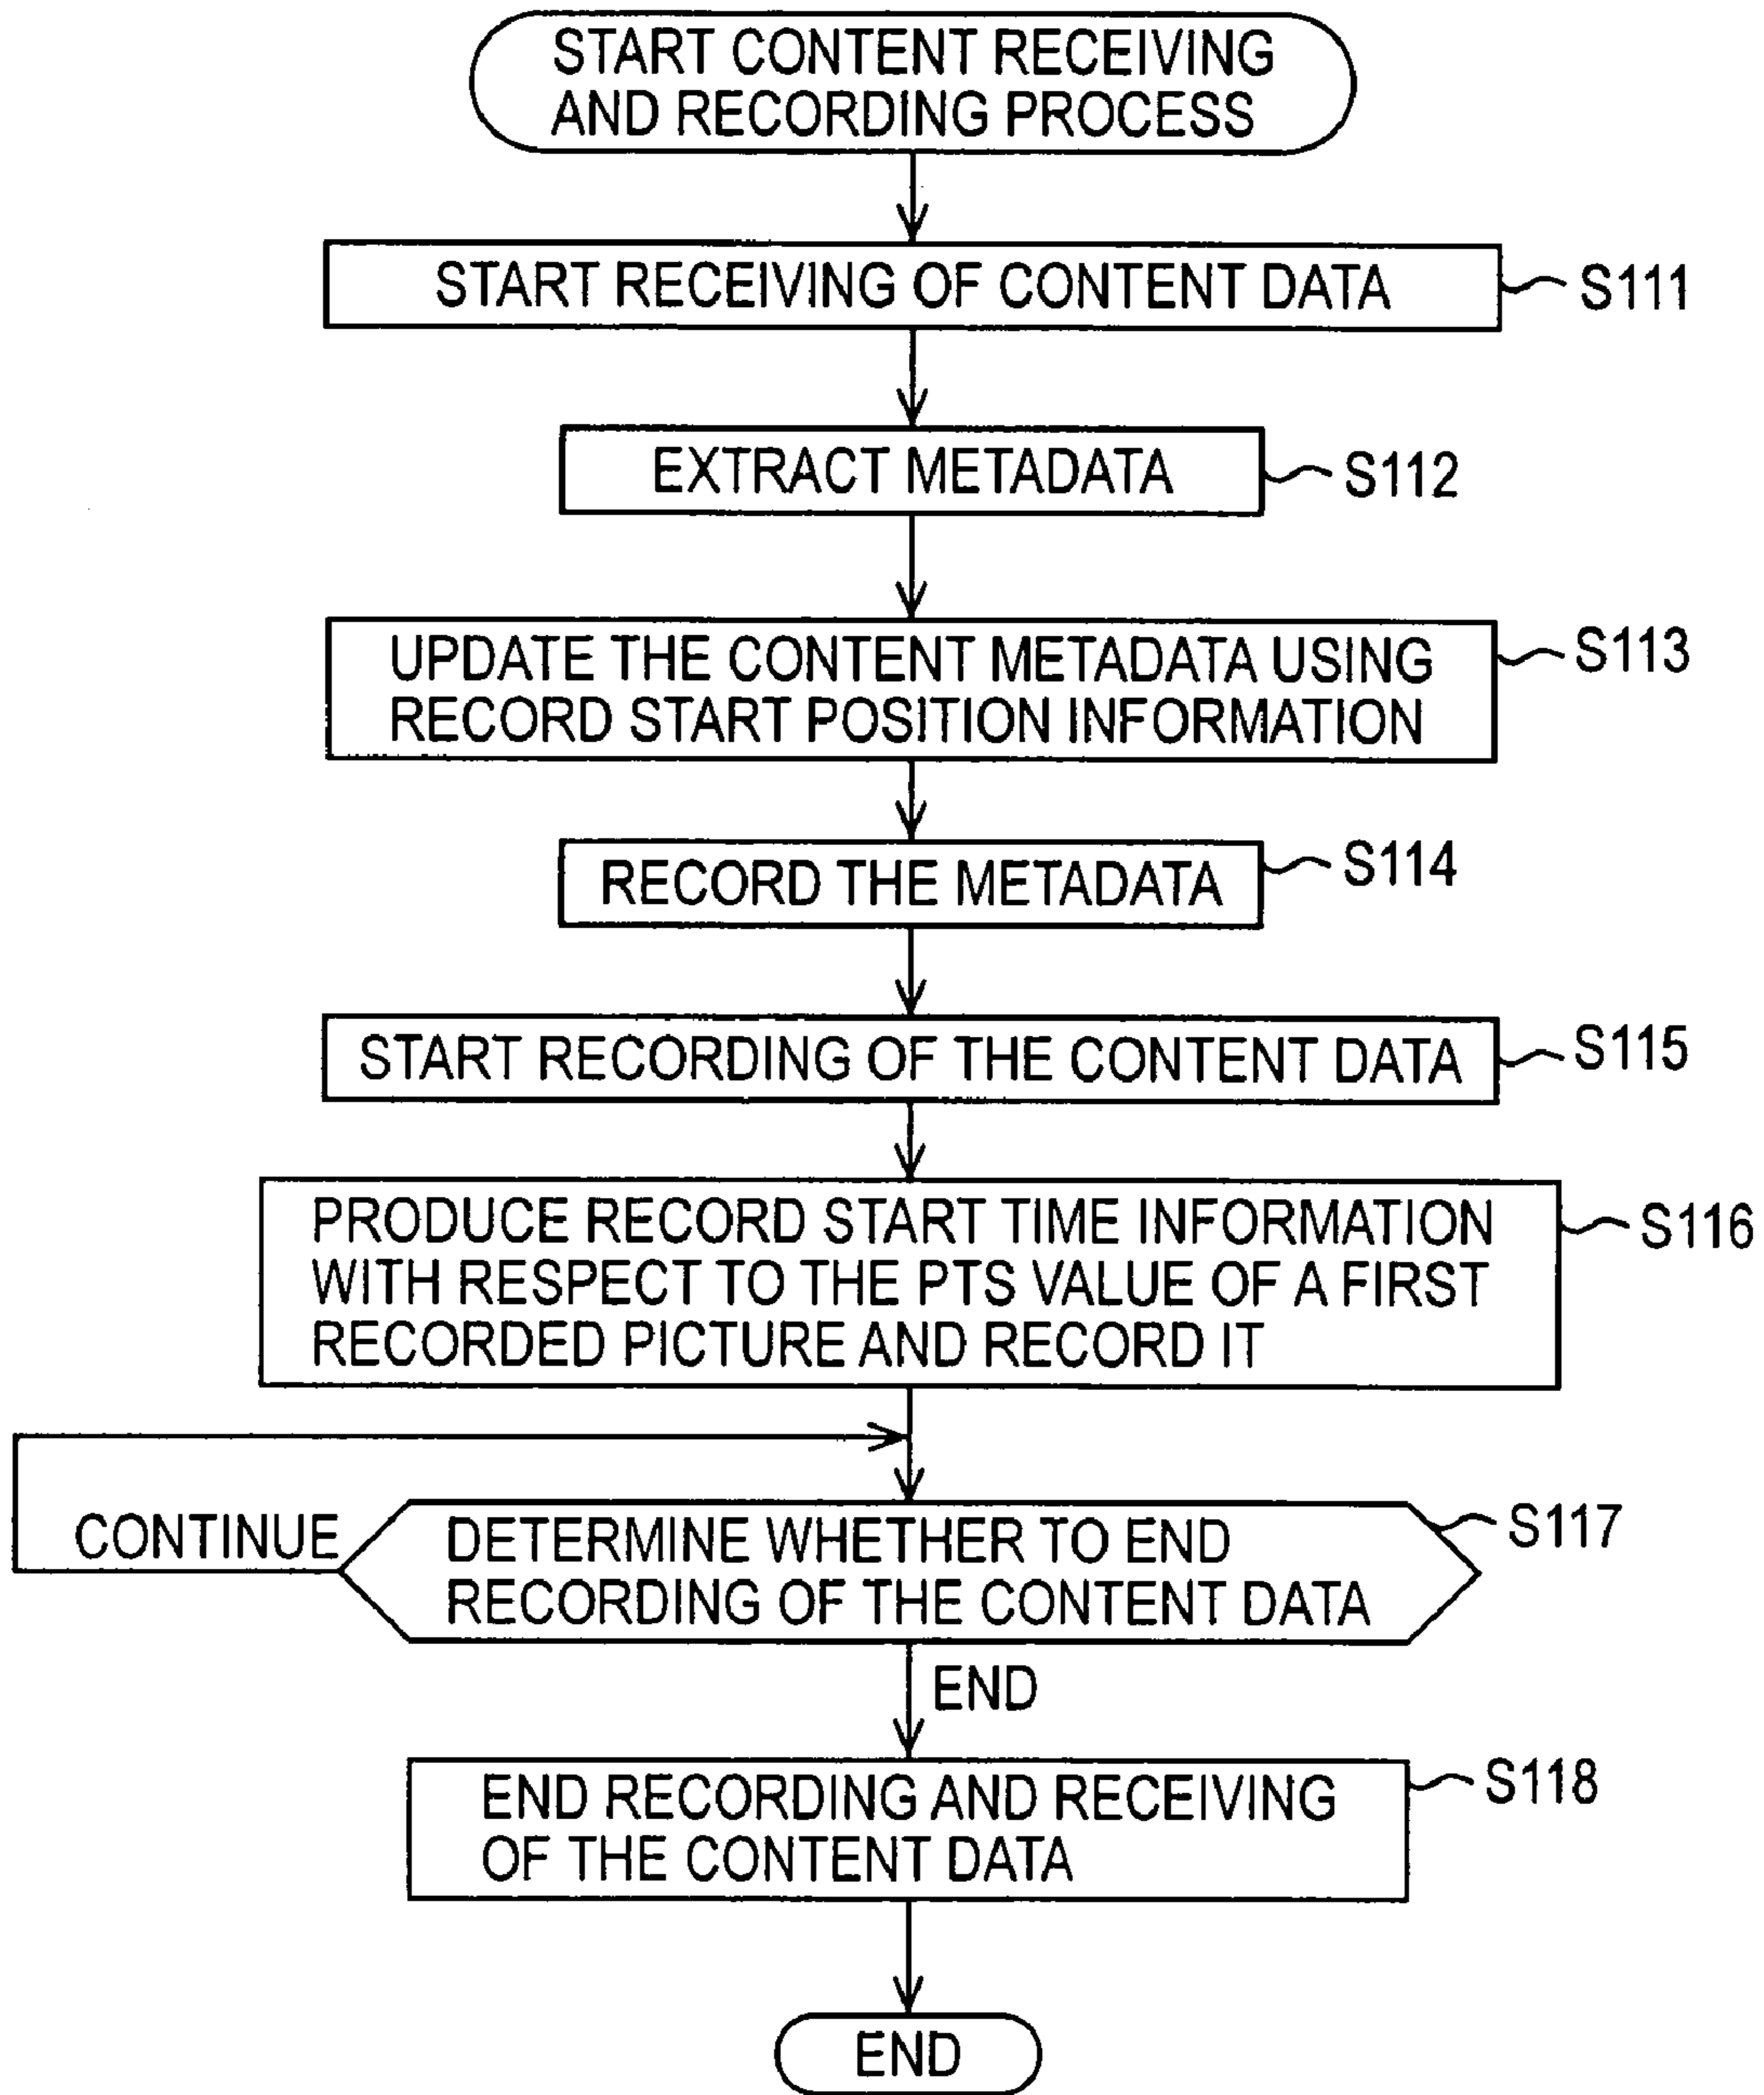 START CONTENT RECEIVING
AND RECORDING PROCESS
START RECEIVING OF CONTENT DATA
S111
EXTRACT METADATA
S112
UPDATE THE CONTENT METADATA USING
RECORD START POSITION INFORMATION
S113
RECORD THE METADATA
S114
START RECORDING OF THE CONTENT DATA
S115
PRODUCE RECORD START TIME INFORMATION
WITH RESPECT TO THE PTS VALUE OF A FIRST
RECORDED PICTURE AND RECORD IT
S116
CONTINUE
DETERMINE WHETHER TO END
RECORDING OF THE CONTENT DATA
S117
END
END RECORDING AND RECEIVING
OF THE CONTENT DATA
S118
END